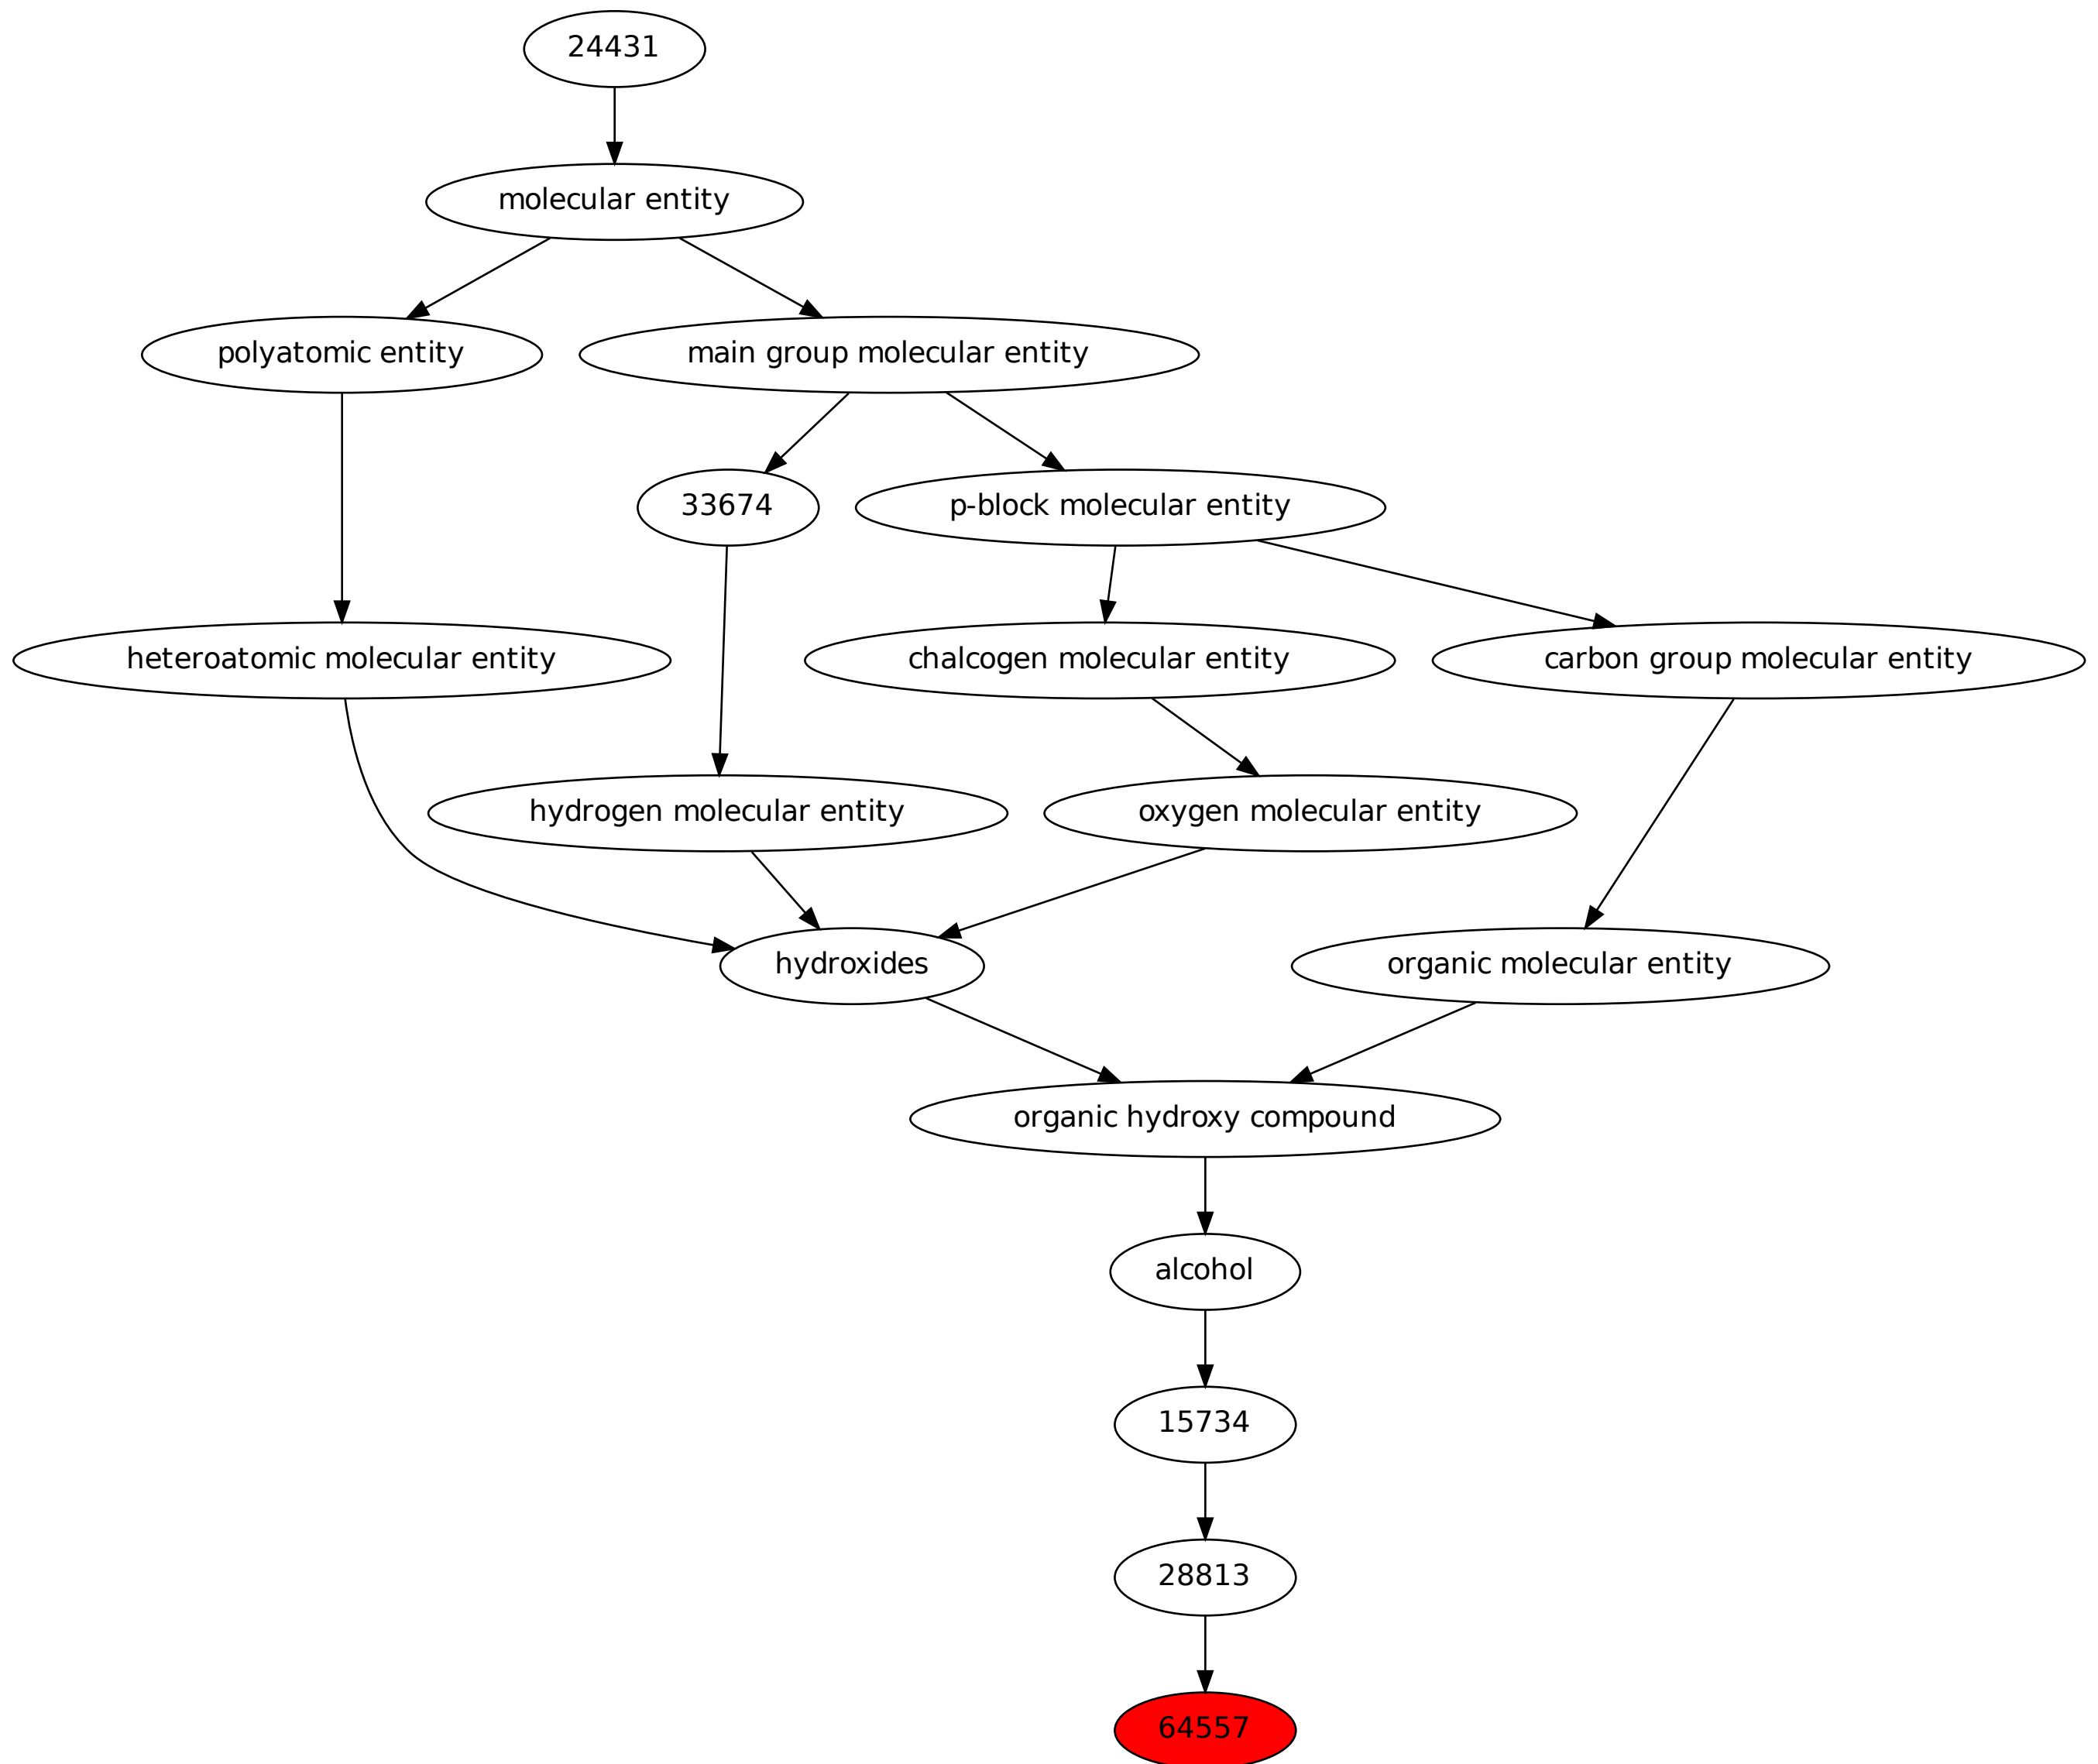 24431
molecular entity
polyatomic entity
main group molecular entity
33674
p-block molecular entity
heteroatomic molecular entity
chalcogen molecular entity
carbon group molecular entity
hydrogen molecular entity
oxygen molecular entity
hydroxides
organic molecular entity
organic hydroxy compound
alcohol
15734
28813
64557